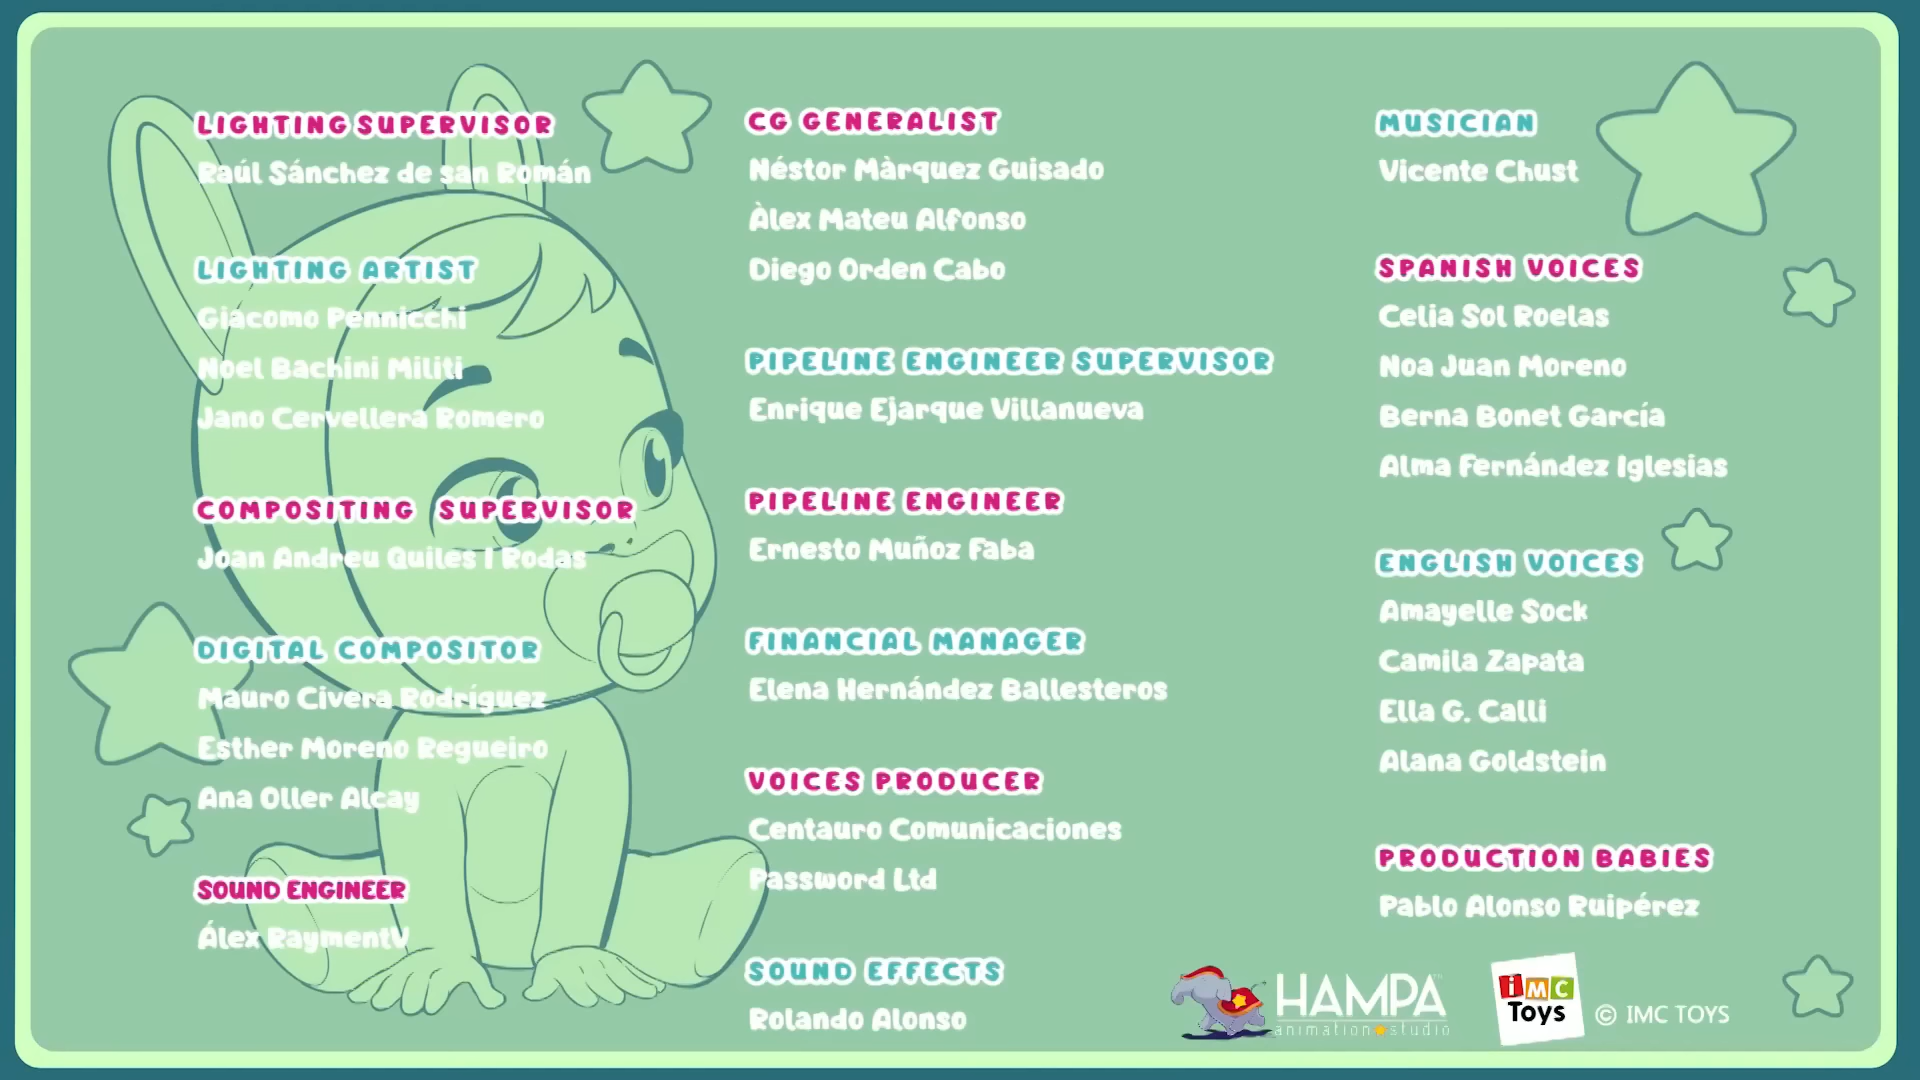 LIGHTING SUPERVISOR
Raúl Sánchez de san Román
LIGHTING ARTIST
Giácomo Pennicchi
Noel Bachini Militi
Jano Cervellera Romero
COMPOSITING SUPERVISOR
Joan Andreu Quiles I Rodas
DIGITAL COMPOSITOR
Mauro Civera Rodríguez
Esther Moreno Regueiro
Ana Oller Alcay
SOUND ENGINEER
Álex RaymentV
CG GENERALIST
Néstor Màrquez Guisado
Àlex Mateu Alfonso
Diego Orden Cabo
PIPELINE ENGINEER SUPERVISOR
Enrique Ejarque Villanueva
PIPELINE ENGINEER
Ernesto Muñoz Faba
FINANCIAL MANAGER
Elena Hernández Ballesteros
VOICES PRODUCER
Centauro Comunicaciones
Password Ltd
SOUND EFFECTS
Rolando Alonso
MUSICIAN
Vicente Chust
SPANISH VOICES
Celia Sol Roelas
Noa Juan Moreno
Berna Bonet García
Alma Fernández Iglesias
ENGLISH VOICES
Amayelle Sock
Camila Zapata
Ella G. Calli
Alana Goldstein
PRODUCTION BABIES
Pablo Alonso Ruipérez
HAMPA
animation studio
iMC
Toys
© IMC TOYS